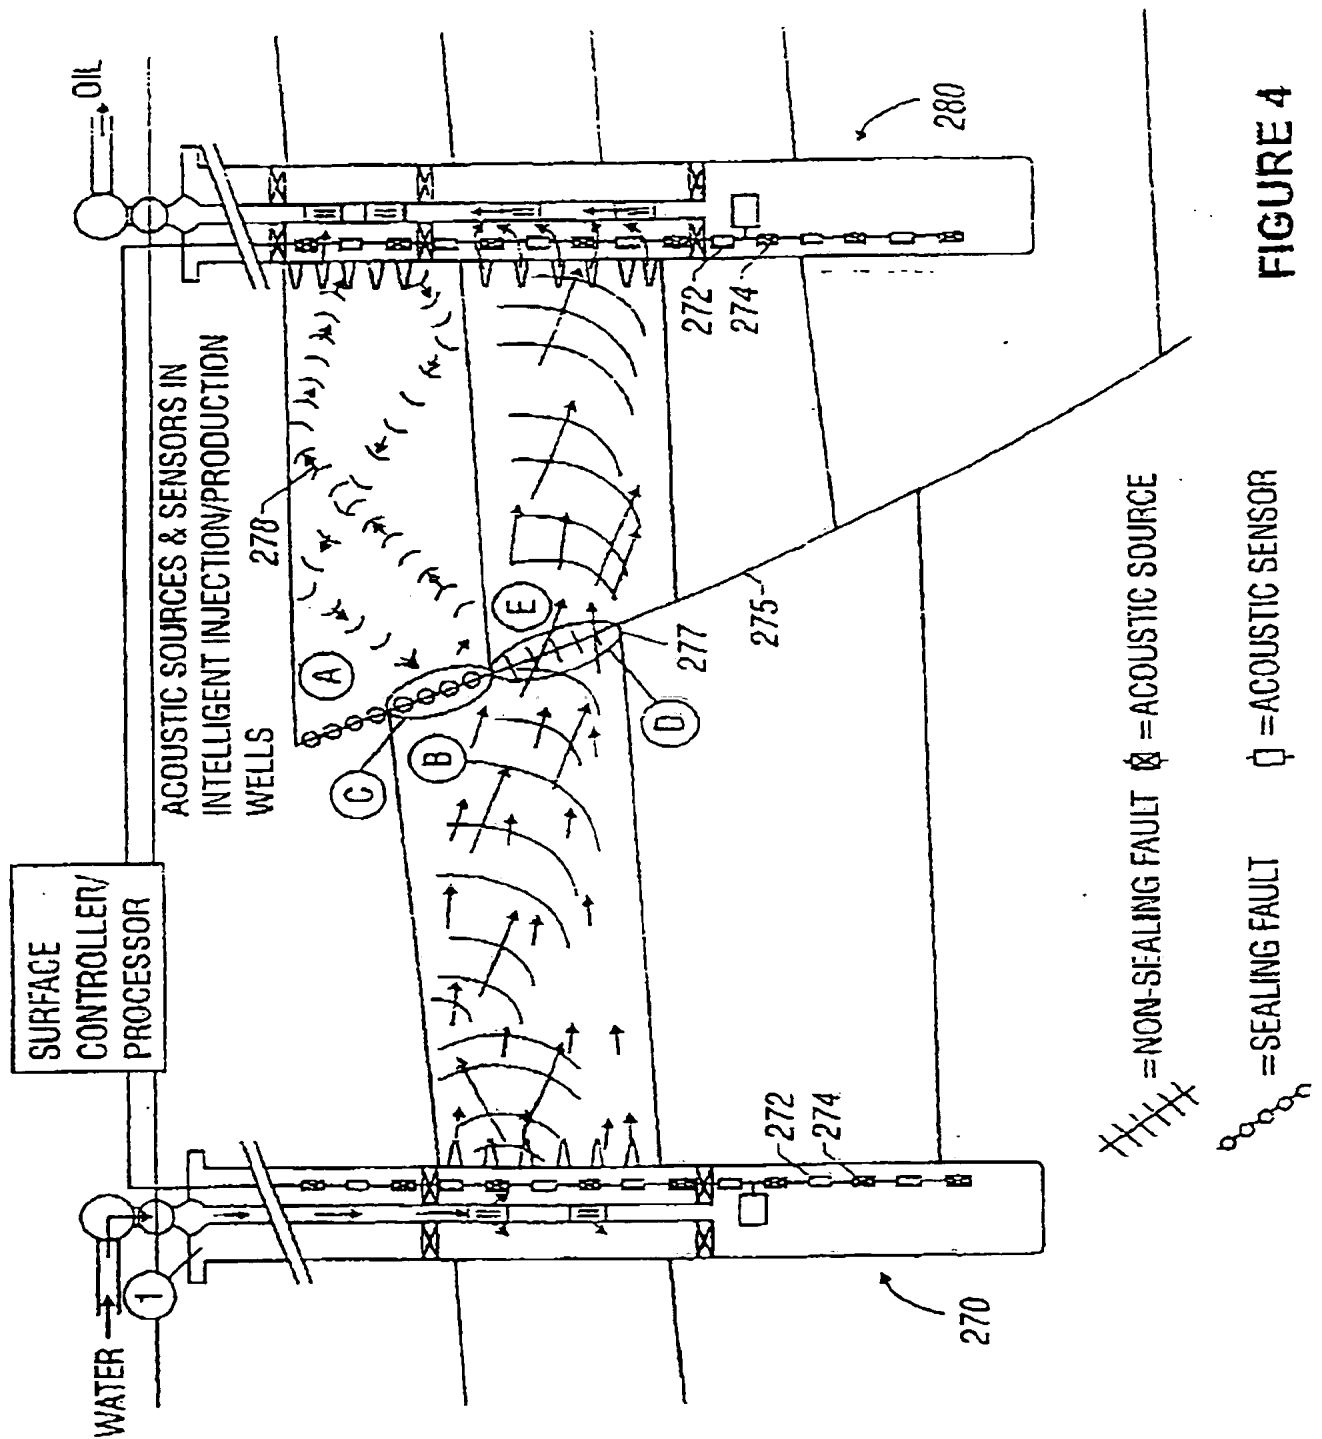 WATER
1
SURFACE
CONTROLLER/
PROCESSOR
OIL
ACOUSTIC SOURCES & SENSORS IN
INTELLIGENT INJECTION/PRODUCTION
WELLS
278
A
C
B
E
D
277
275
272
274
272
274
270
280
=NON-SEALING FAULT
=ACOUSTIC SOURCE
=SEALING FAULT
=ACOUSTIC SENSOR
FIGURE 4